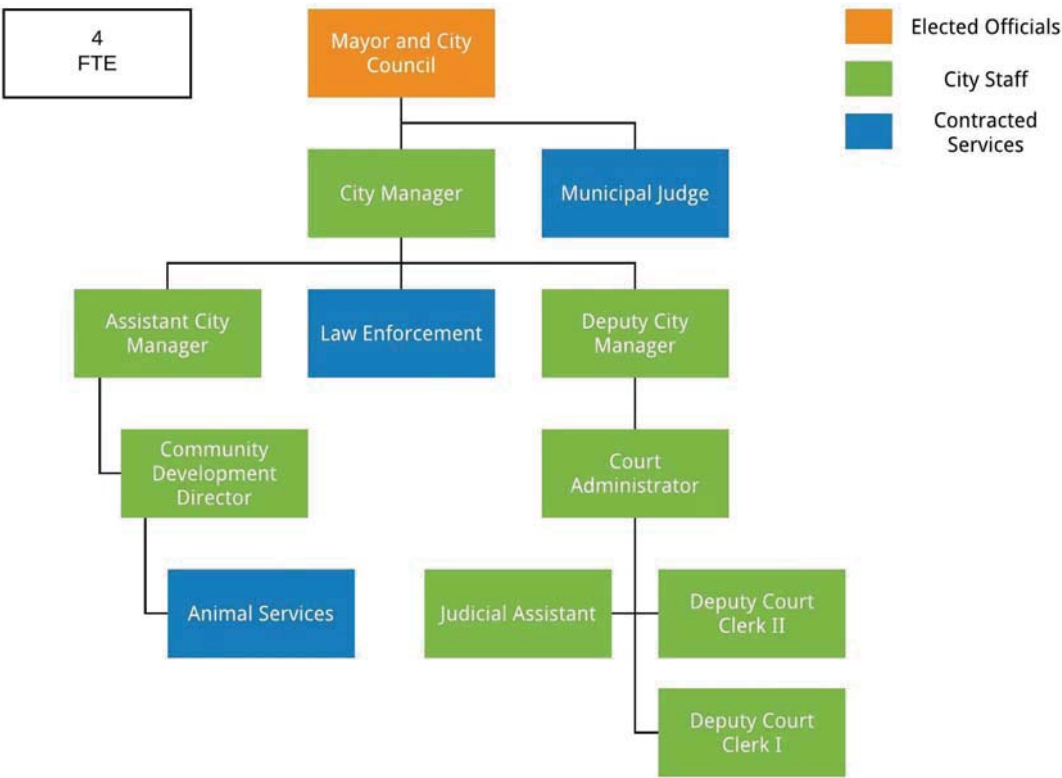 4
FTE
Mayor and City
Council
Elected Officials
City Staff
Contracted
Services
City Manager
Municipal Judge
Assistant City
Manager
Law Enforcement
Deputy City
Manager
Community
Development
Director
Court
Administrator
Animal Services
Judicial Assistant
Deputy Court
Clerk II
Deputy Court
Clerk I